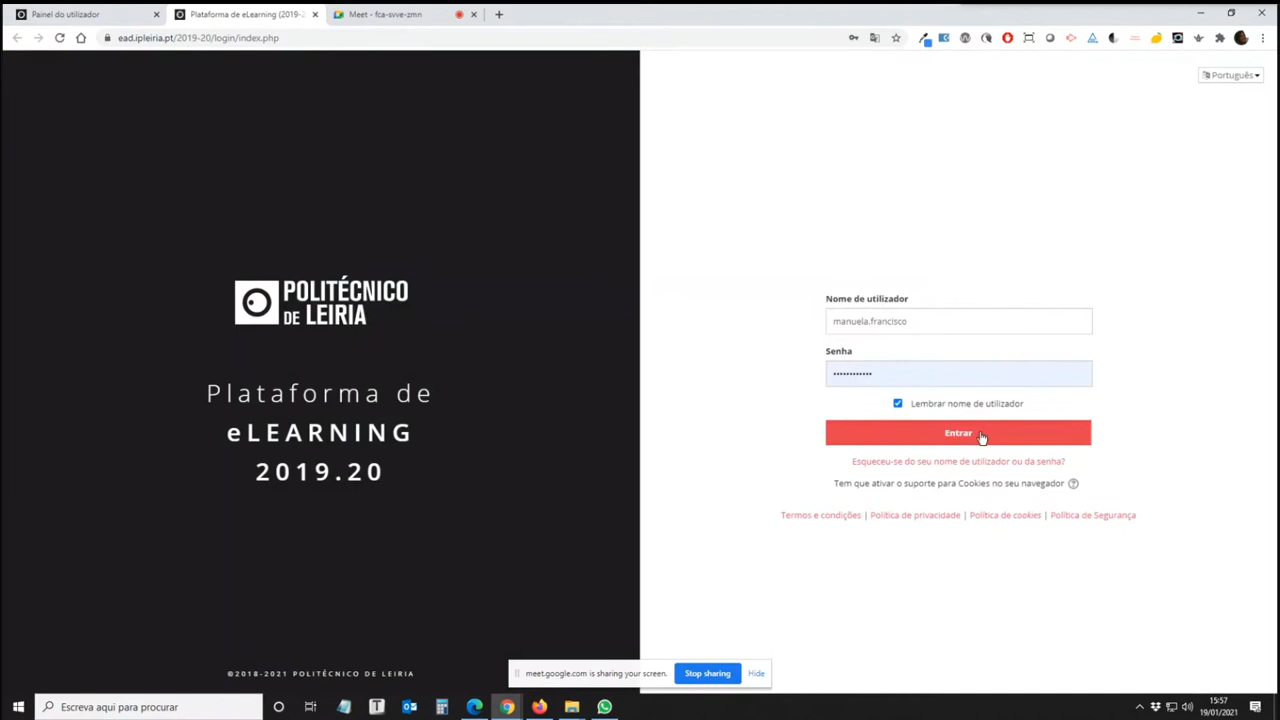 Painel do utilizador
Plataforma de eLearning (2019-2
Meet - fca-svve-zmn
ead.ipleiria.pt/2019-20/login/index.php
Português
POLITÉCNICO
DE LEIRIA
Plataforma de
eLEARNING
2019.20
©2018-2021 POLITÉCNICO DE LEIRIA
Nome de utilizador
manuela.francisco
Senha
••••••••••••
Lembrar nome de utilizador
Entrar
Esqueceu-se do seu nome de utilizador ou da senha?
Tem que ativar o suporte para Cookies no seu navegador
Termos e condições | Política de privacidade | Política de cookies | Política de Segurança
meet.google.com is sharing your screen. Stop sharing Hide
Escreva aqui para procurar
15:57
19/01/2021